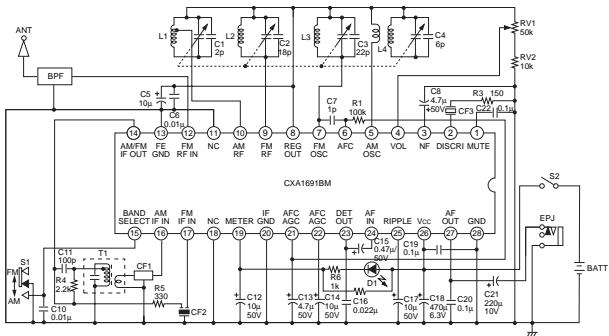 ANT
BPF
L1
C1
2p
L2
C2
18p
L3
C3
22p
L4
C4
6p
RV1
50k
RV2
10k
C5
10μ
C6
0.01μ
C7
1p
R1
100k
C8
4.7μ
+50V
CF3
R3 150
C22 0.1μ
14 13 12 11 10 9 8 7 6 5 4 3 2 1
AM/FM
IF OUT
FE
GND
FM
RF IN
NC
AM
RF
FM
RF
REG
OUT
FM
OSC
AFC
AM
OSC
VOL
NF
DISCRI
MUTE
CXA1691BM
BAND
SELECT
AM
IF IN
FM
IF IN
NC
METER
IF
GND
AFC
AGC
AFC
AGC
DET
OUT
AF
IN
RIPPLE
Vcc
AF
OUT
GND
15 16 17 18 19 20 21 22 23 24 25 26 27 28
S1
FM
AM
C11
100p
R4
2.2k
C10
0.01μ
T1
CF1
R5
330
CF2
C12
10μ
50V
C13
4.7μ
50V
C14
10μ
50V
R6
1k
D1
C15
0.47μ/
50V
C16
0.022μ
C19
0.1μ
C17
10μ
50V
C18
470μ
6.3V
C20
0.1μ
C21
220μ
10V
S2
EPJ
BATT